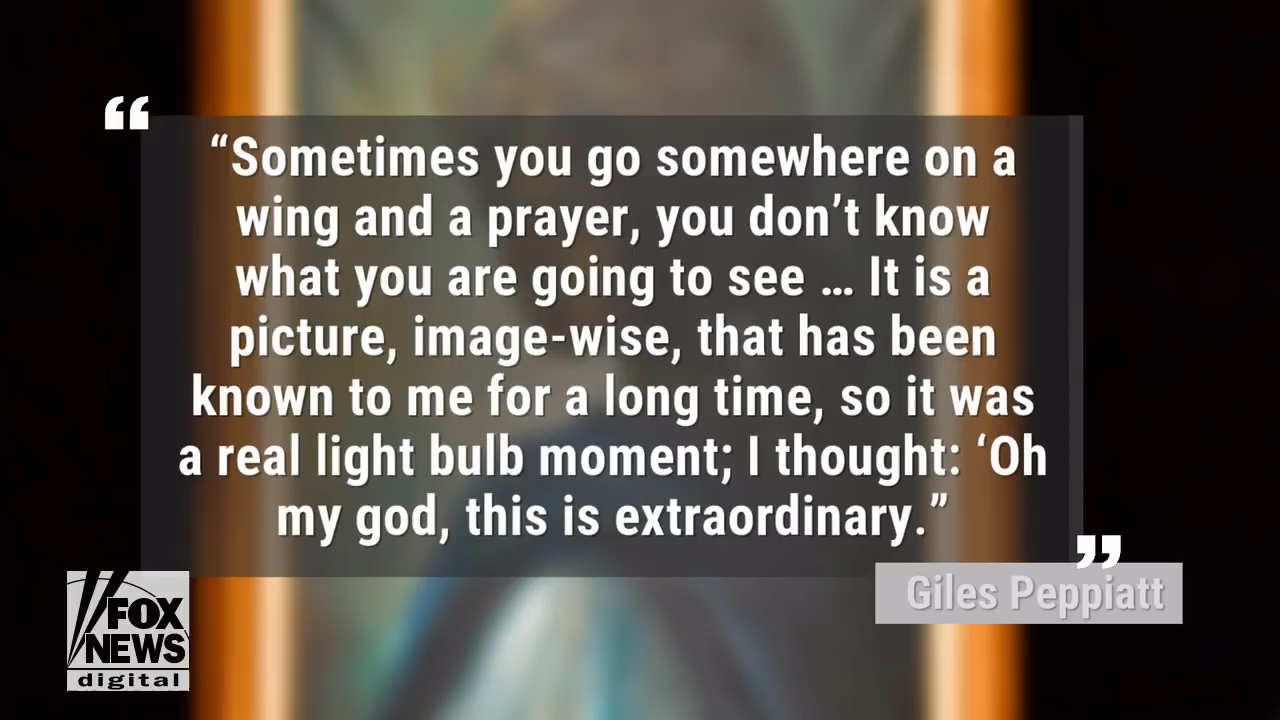 “
“Sometimes you go somewhere on a
wing and a prayer, you don’t know
what you are going to see … It is a
picture, image-wise, that has been
known to me for a long time, so it was
a real light bulb moment; I thought: ‘Oh
my god, this is extraordinary.”
”
Giles Peppiatt
FOX
NEWS
digital